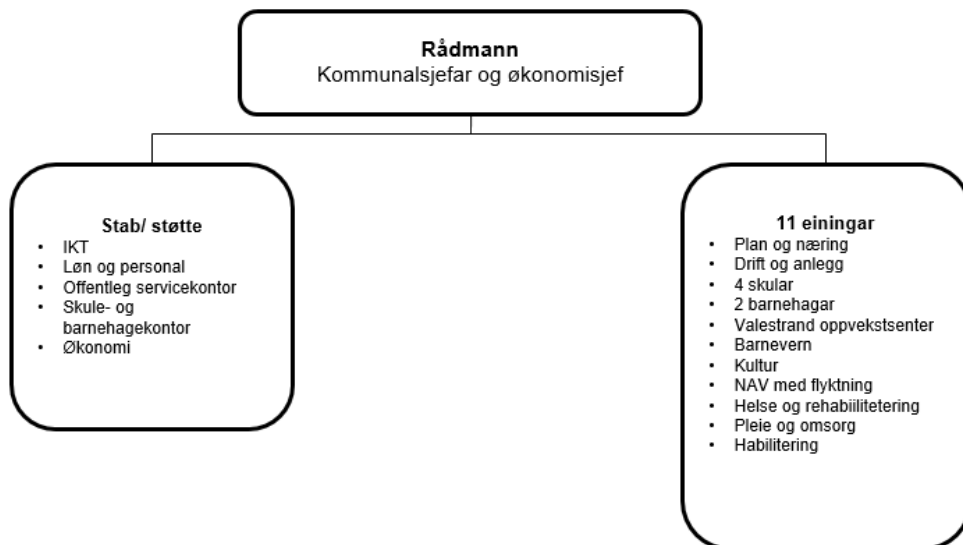 Rådmann
Kommunalsjefar og økonomisjef
Stab/ støtte
• IKT
• Løn og personal
• Offentleg servicekontor
• Skule- og
barnehagekontor
• Økonomi
11 einingar
• Plan og næring
• Drift og anlegg
• 4 skular
• 2 barnehagar
• Valestrand oppvekstsenter
• Barnevern
• Kultur
• NAV med flyktning
• Helse og rehabiilitetering
• Pleie og omsorg
• Habilitering